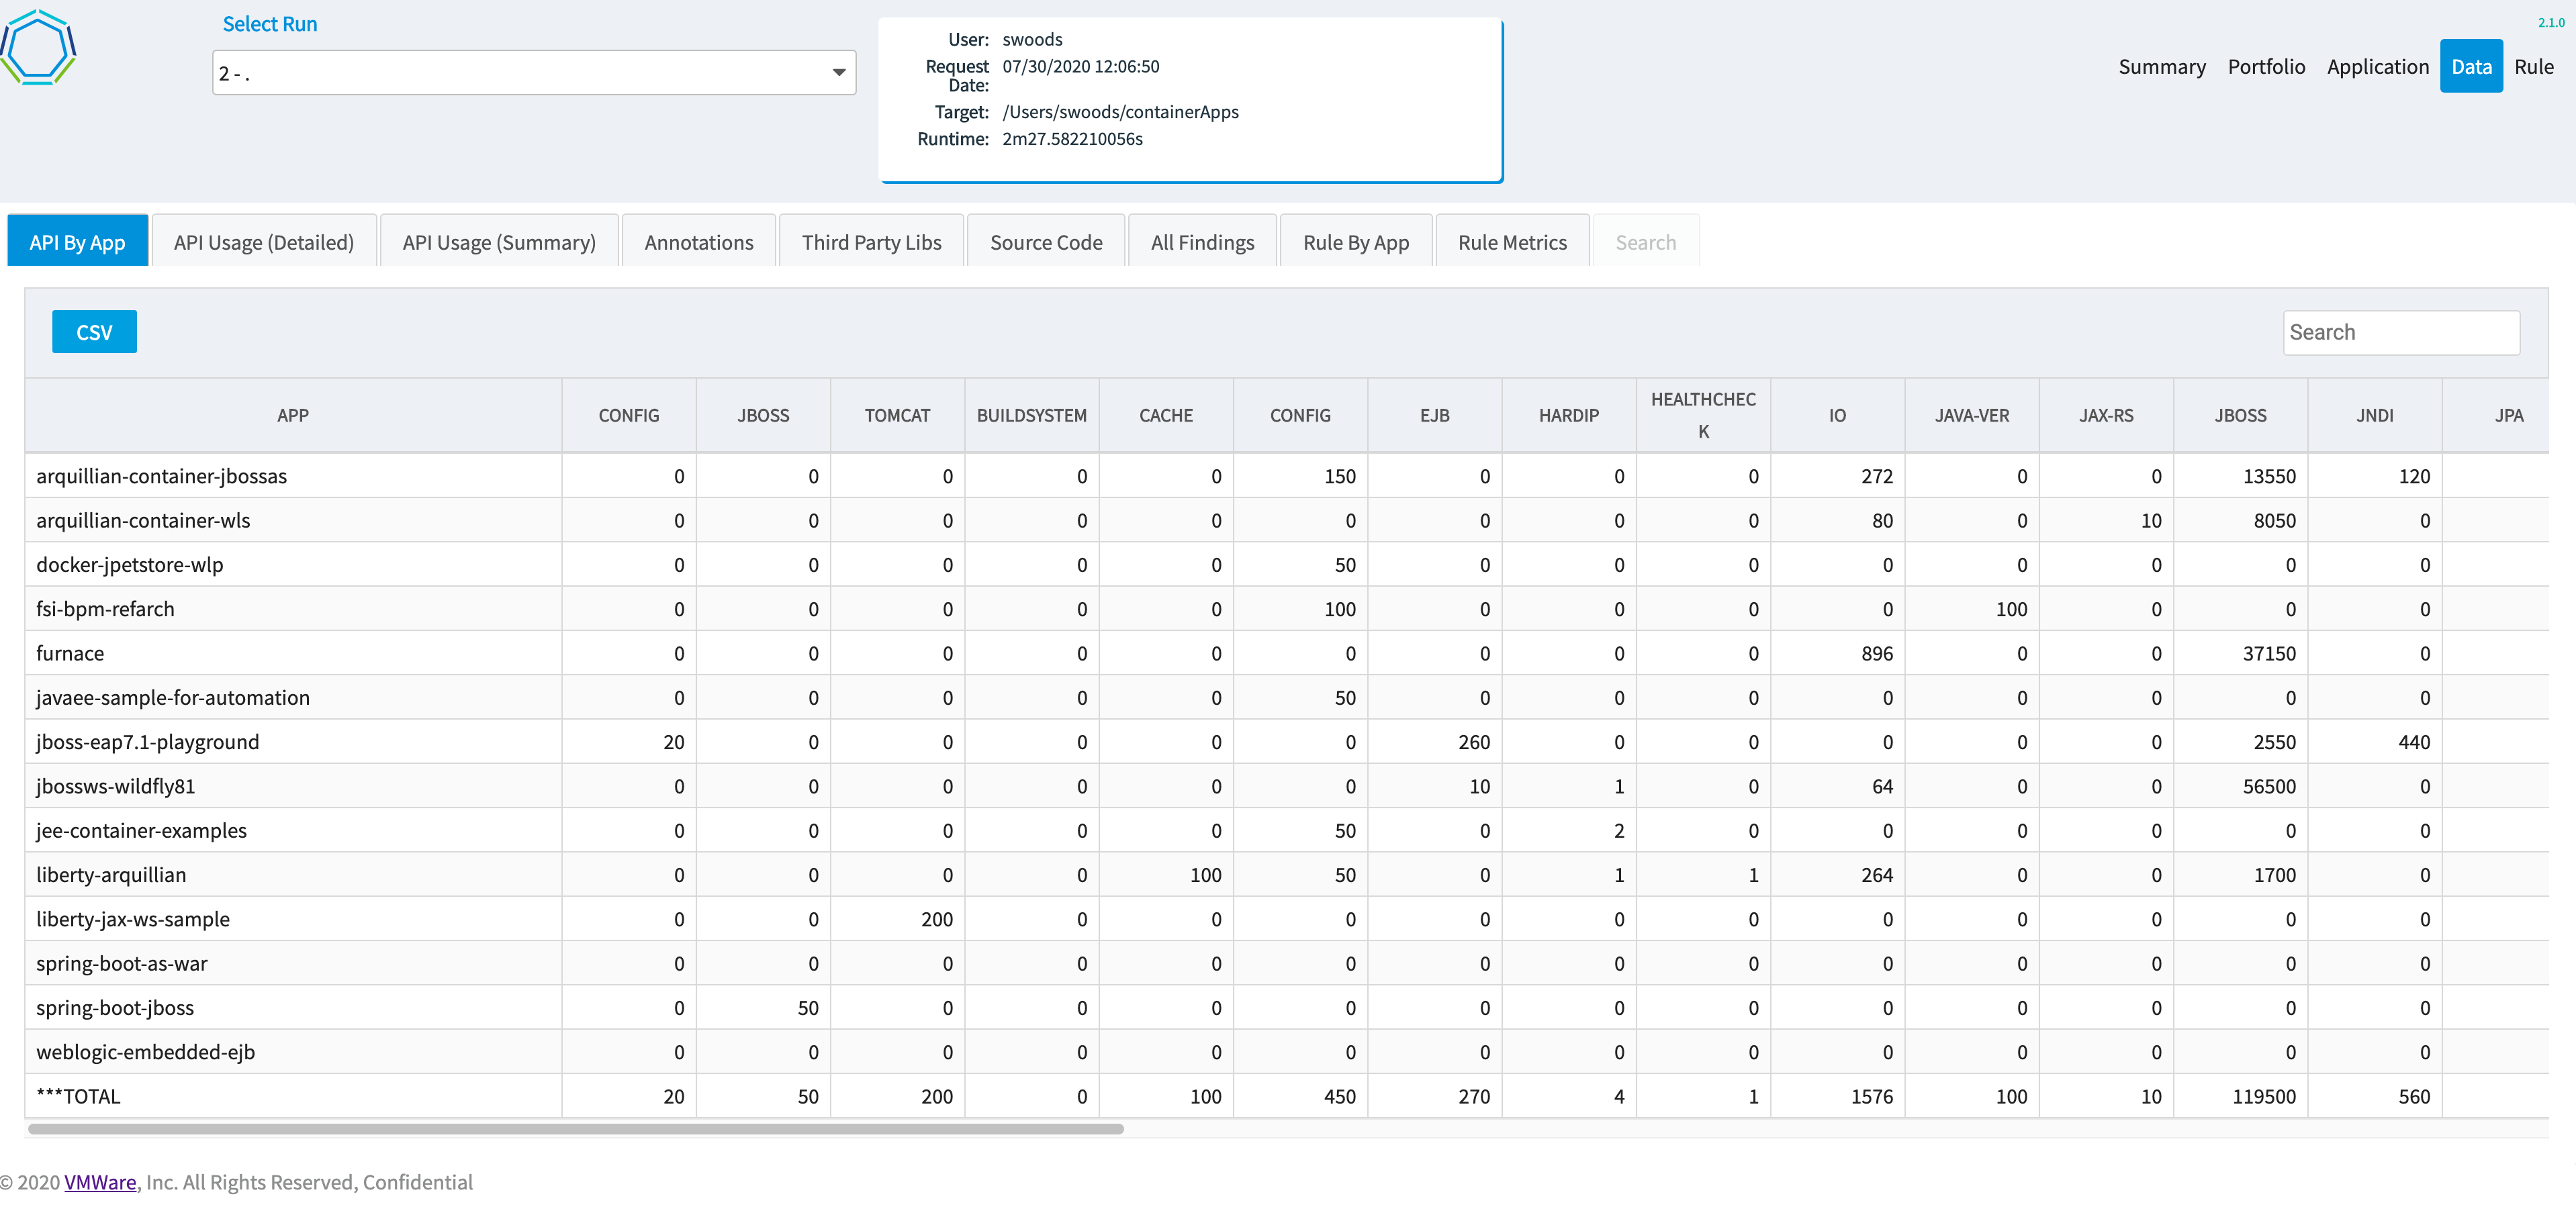 Select Run
2 - .
User: swoods
Request Date: 07/30/2020 12:06:50
Target: /Users/swoods/containerApps
Runtime: 2m27.582210056s
2.1.0
Summary Portfolio Application Data Rule
API By App API Usage (Detailed) API Usage (Summary) Annotations Third Party Libs Source Code All Findings Rule By App Rule Metrics Search
CSV Search
APP CONFIG JBOSS TOMCAT BUILDSYSTEM CACHE CONFIG EJB HARDIP HEALTHCHECK IO JAVA-VER JAX-RS JBOSS JNDI JPA
arquillian-container-jbossas 0 0 0 0 0 150 0 0 0 272 0 0 13550 120
arquillian-container-wls 0 0 0 0 0 0 0 0 0 80 0 10 8050 0
docker-jpetstore-wlp 0 0 0 0 0 50 0 0 0 0 0 0 0 0
fsi-bpm-refarch 0 0 0 0 0 100 0 0 0 0 100 0 0 0
furnace 0 0 0 0 0 0 0 0 0 896 0 0 37150 0
javaee-sample-for-automation 0 0 0 0 0 50 0 0 0 0 0 0 0 0
jboss-eap7.1-playground 20 0 0 0 0 0 260 0 0 0 0 0 2550 440
jbossws-wildfly81 0 0 0 0 0 0 10 1 0 64 0 0 56500 0
jee-container-examples 0 0 0 0 0 50 0 2 0 0 0 0 0 0
liberty-arquillian 0 0 0 0 100 50 0 1 1 264 0 0 1700 0
liberty-jax-ws-sample 0 0 200 0 0 0 0 0 0 0 0 0 0 0
spring-boot-as-war 0 0 0 0 0 0 0 0 0 0 0 0 0 0
spring-boot-jboss 0 50 0 0 0 0 0 0 0 0 0 0 0 0
weblogic-embedded-ejb 0 0 0 0 0 0 0 0 0 0 0 0 0 0
***TOTAL 20 50 200 0 100 450 270 4 1 1576 100 10 119500 560
© 2020 VMWare, Inc. All Rights Reserved, Confidential